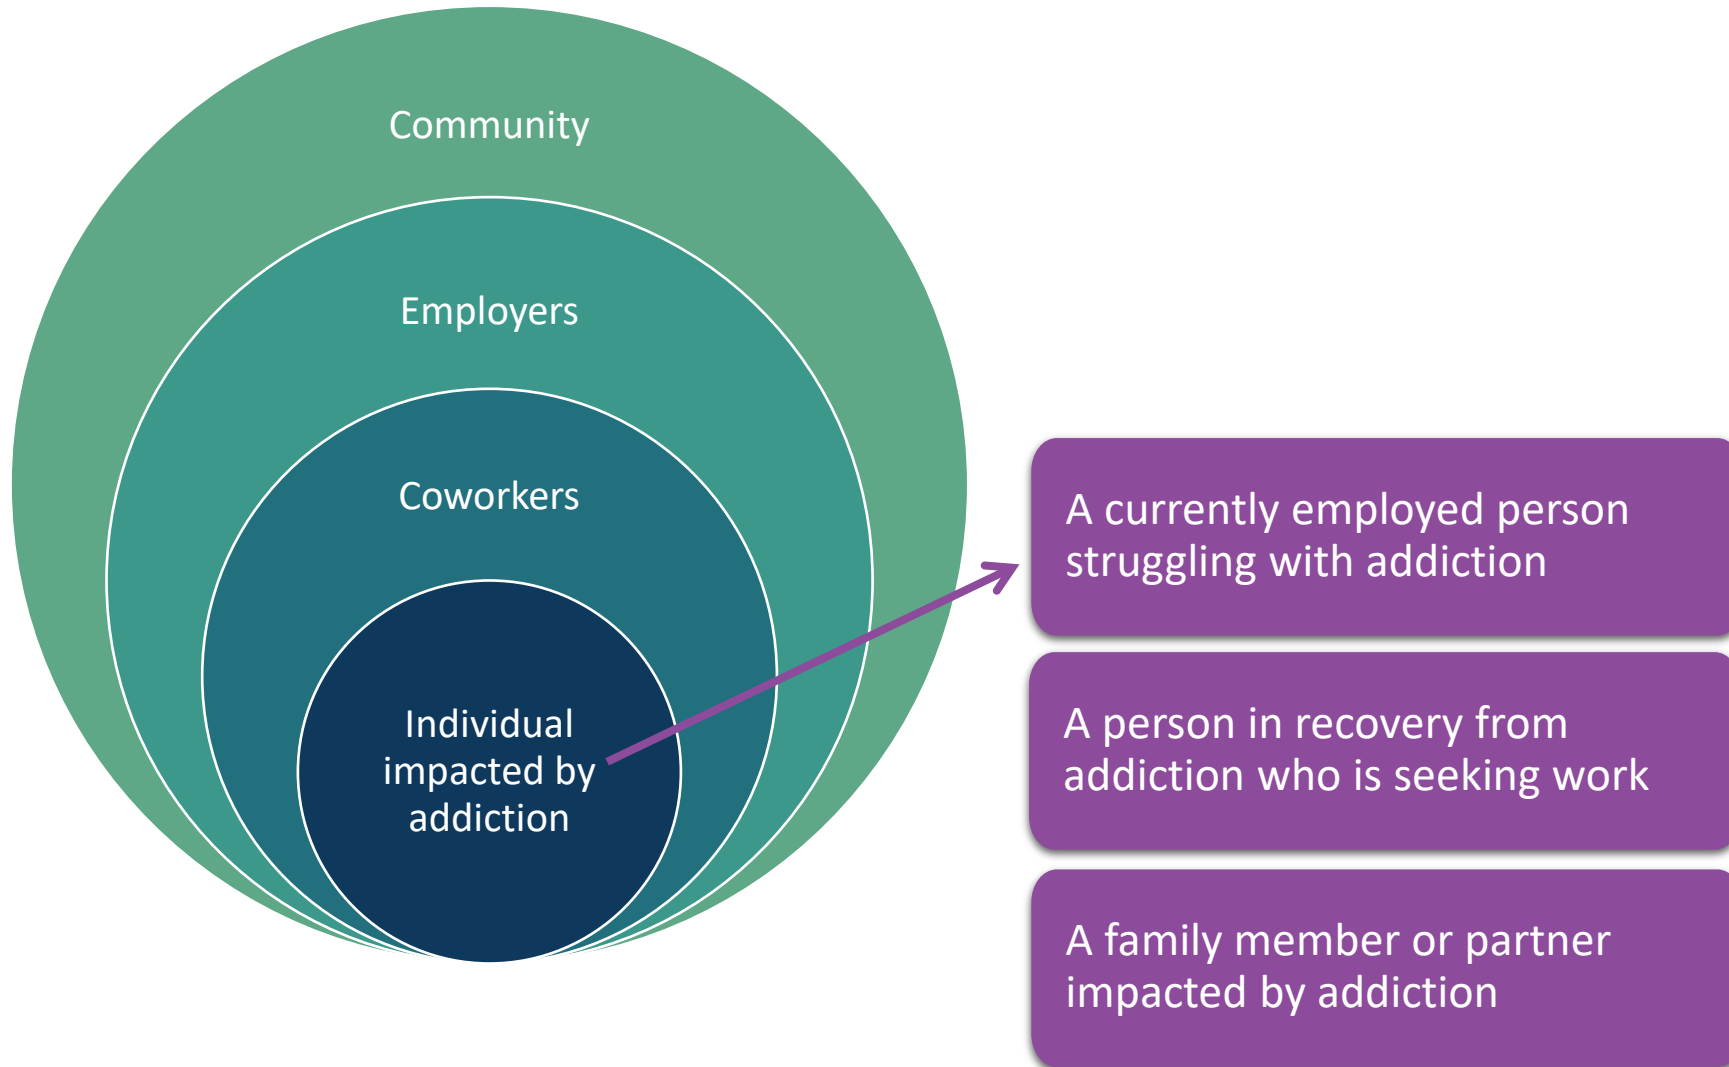 Community
Employers
Coworkers
Individual
impacted by
addiction
A currently employed person
struggling with addiction
A person in recovery from
addiction who is seeking work
A family member or partner
impacted by addiction